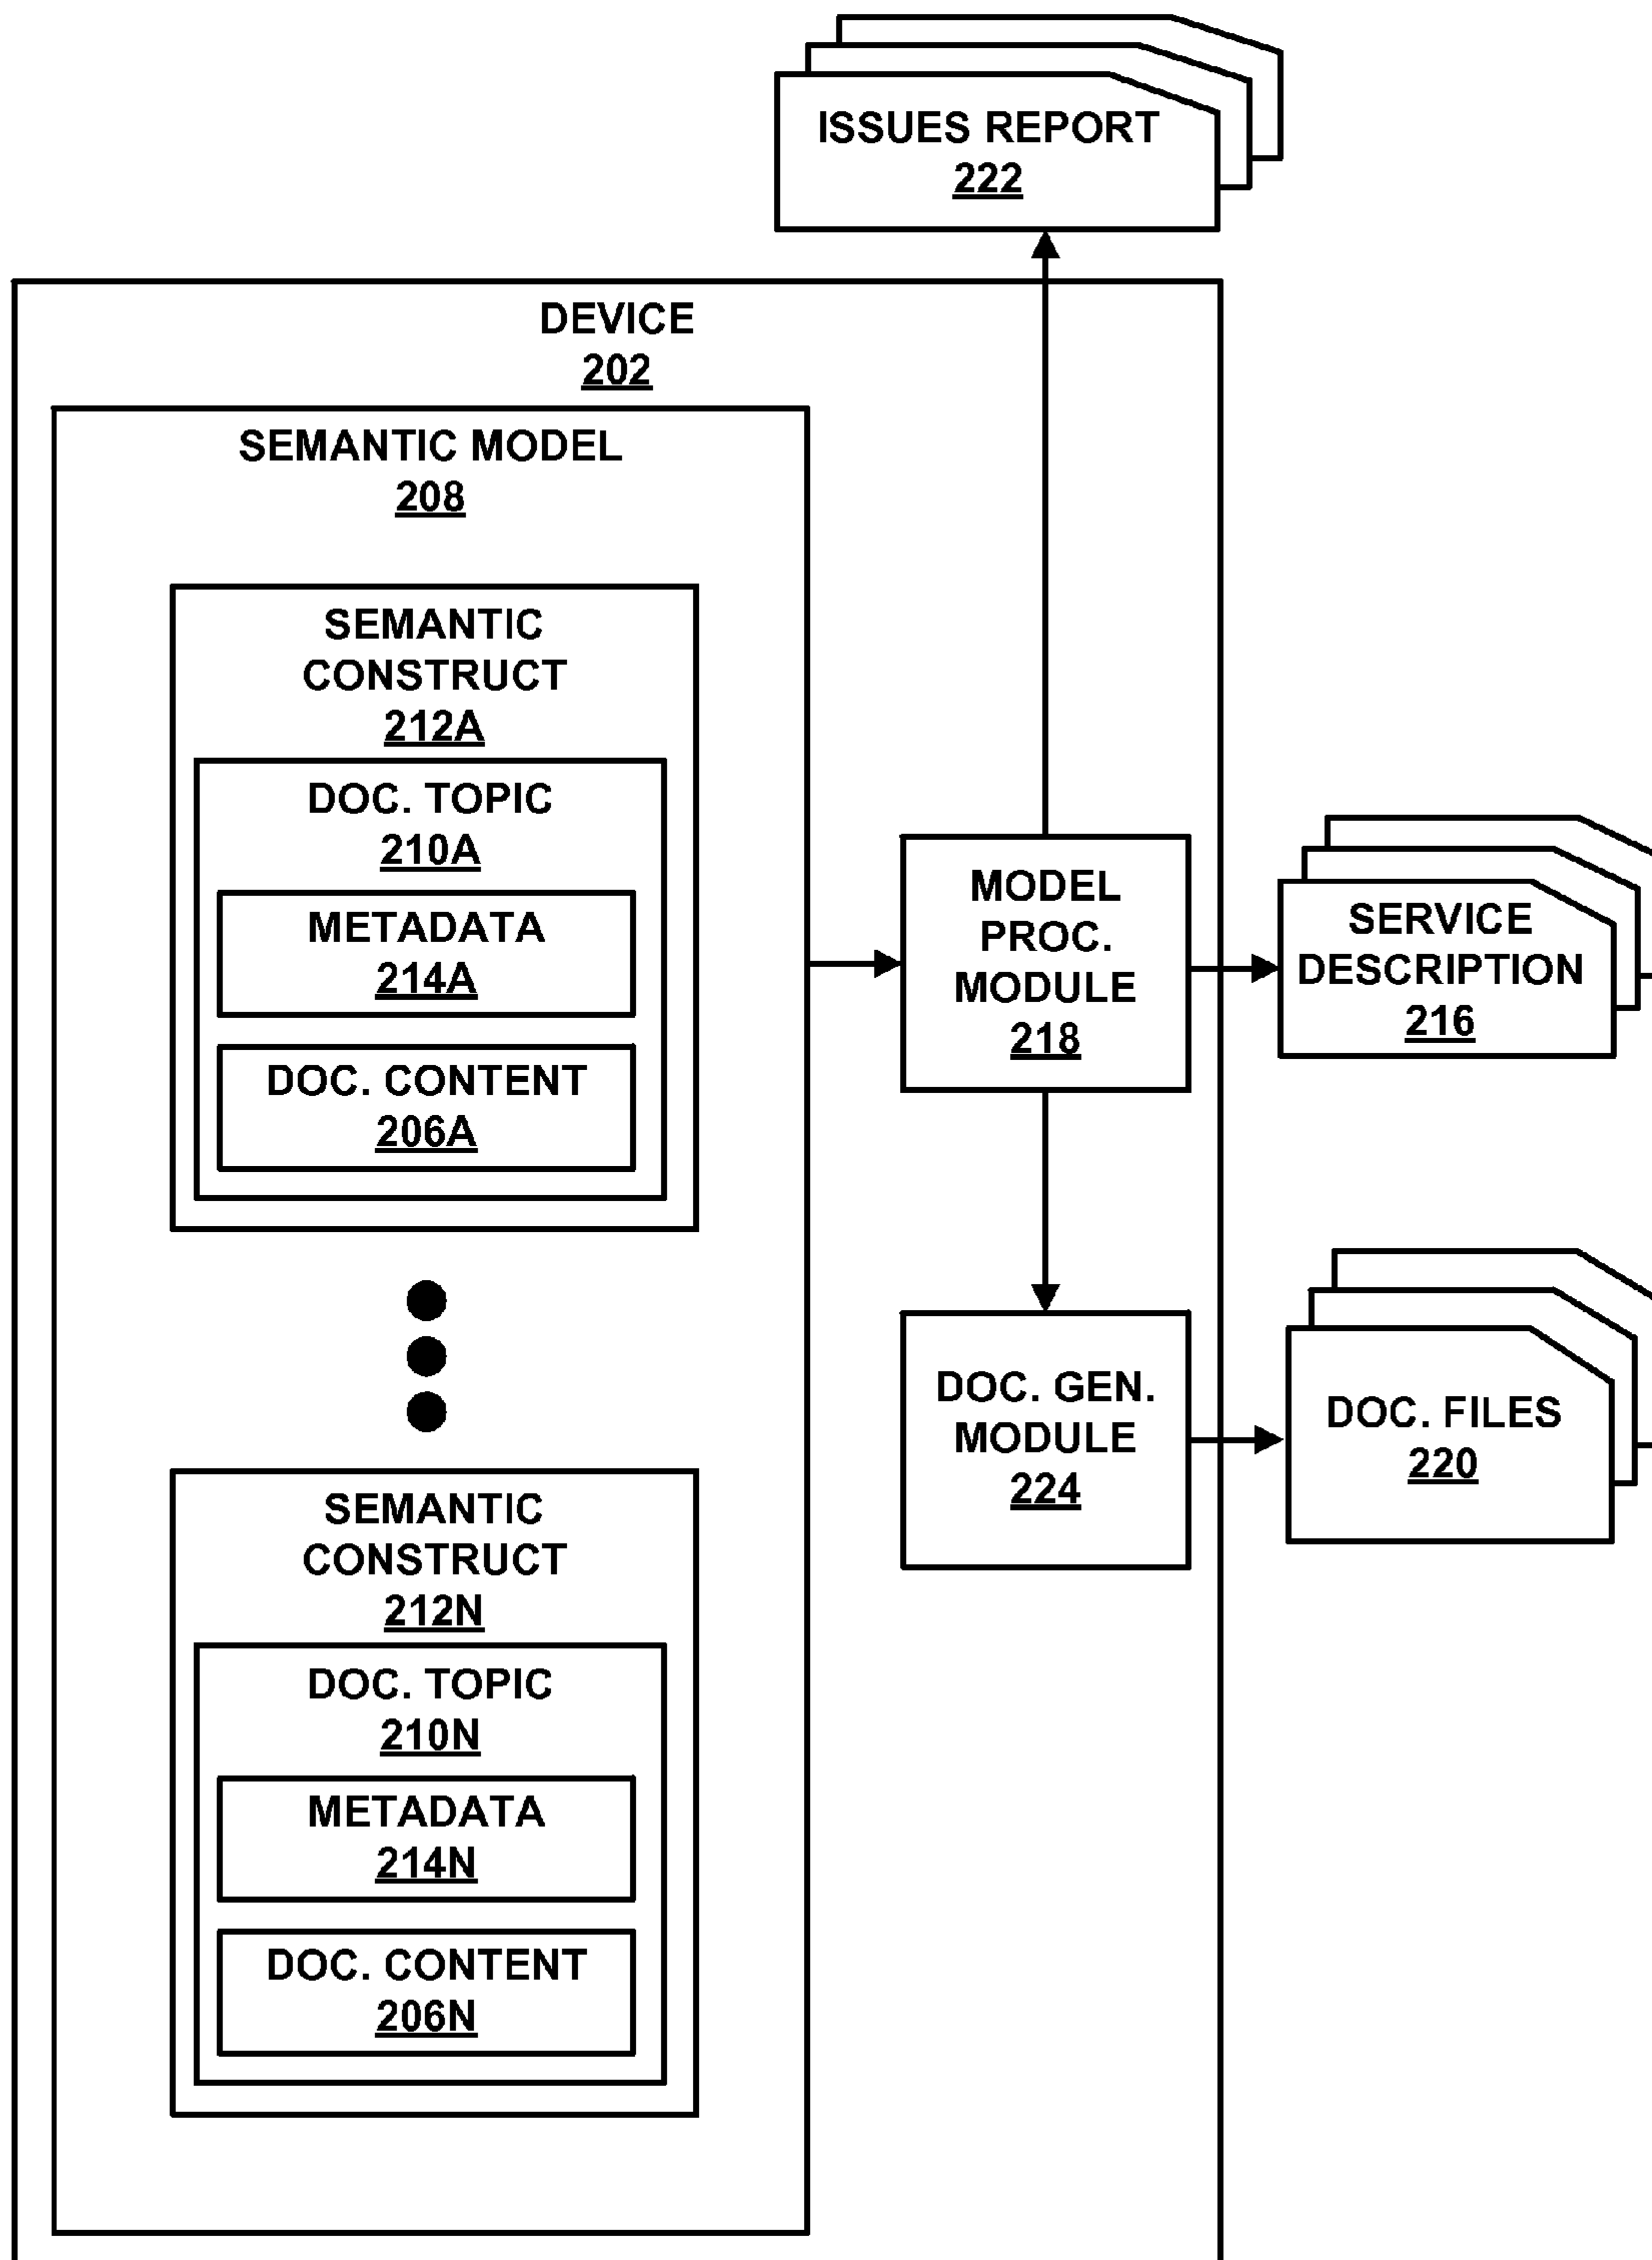 ISSUES REPORT
222
DEVICE
202
SEMANTIC MODEL
208
SEMANTIC
CONSTRUCT
212A
DOC. TOPIC
210A
METADATA
214A
DOC. CONTENT
206A
MODEL
PROC.
MODULE
218
SERVICE
DESCRIPTION
216
DOC. GEN.
MODULE
224
DOC. FILES
220
SEMANTIC
CONSTRUCT
212N
DOC. TOPIC
210N
METADATA
214N
DOC. CONTENT
206N